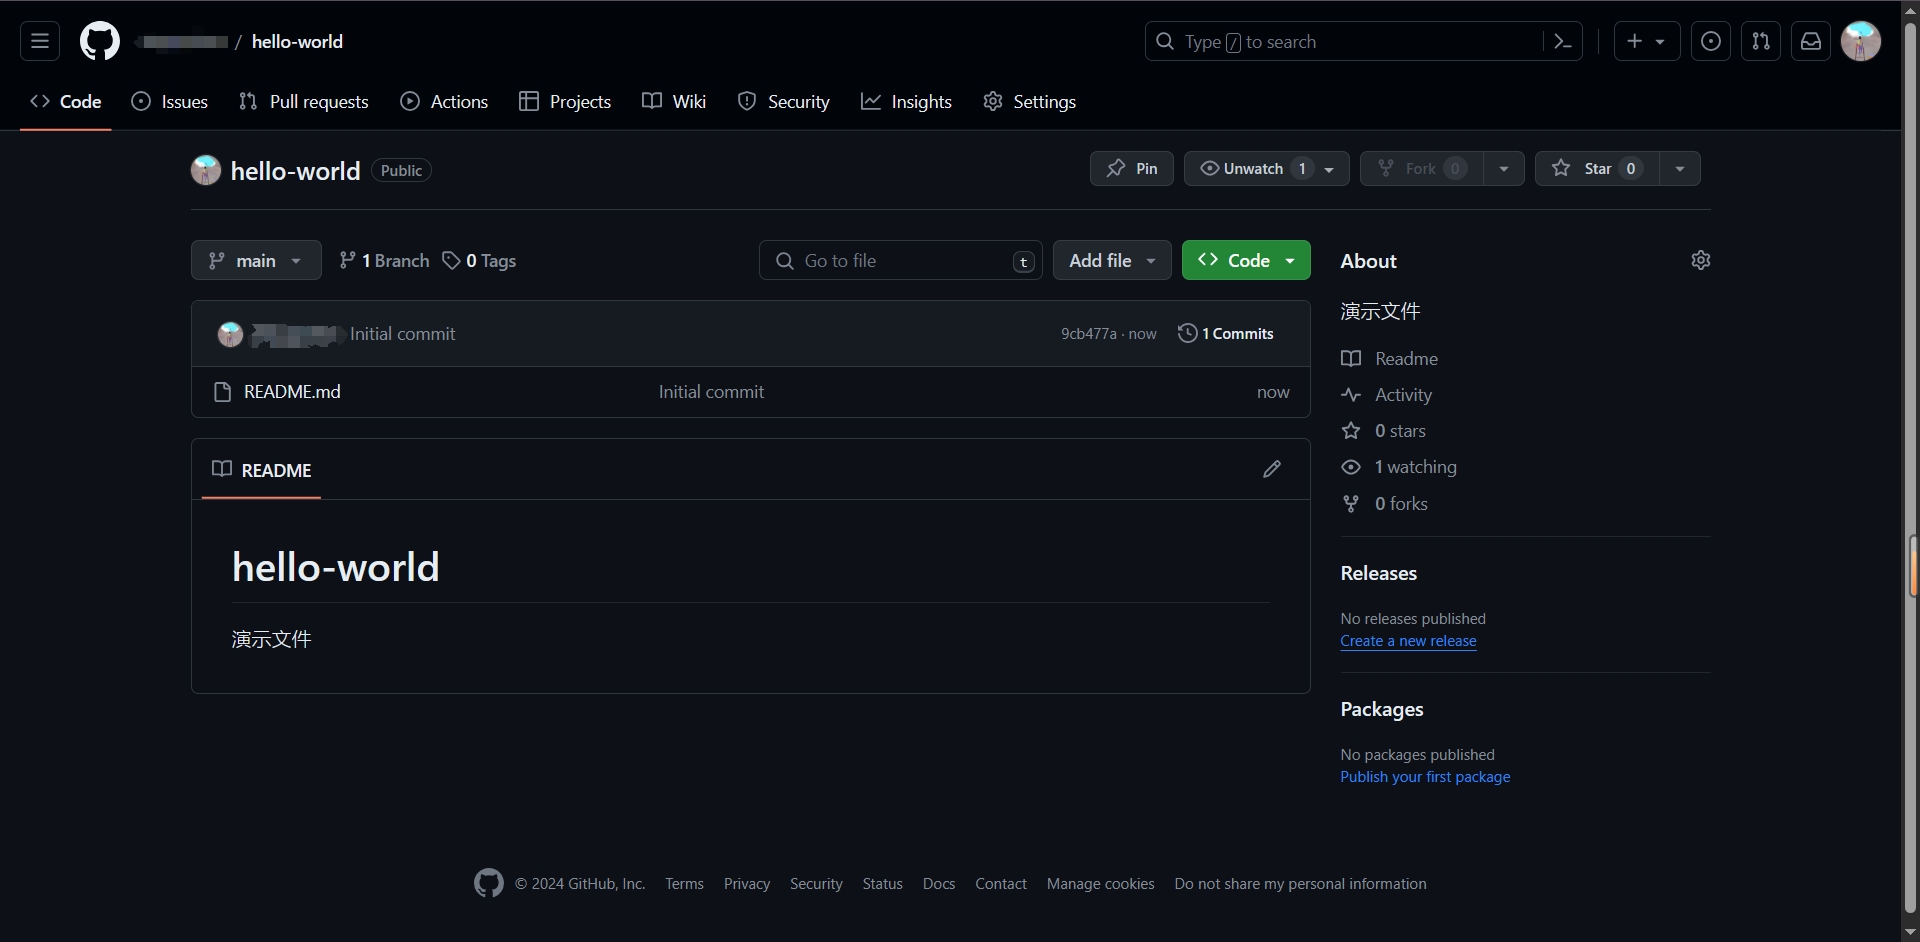 / hello-world
Type / to search
Code Issues Pull requests Actions Projects Wiki Security Insights Settings
hello-world Public
Pin Unwatch 1 Fork 0 Star 0
main 1 Branch 0 Tags Go to file t Add file Code
Initial commit 9cb477a · now 1 Commits
README.md Initial commit now
README
hello-world
演示文件
About
演示文件
Readme
Activity
0 stars
1 watching
0 forks
Releases
No releases published
Create a new release
Packages
No packages published
Publish your first package
© 2024 GitHub, Inc. Terms Privacy Security Status Docs Contact Manage cookies Do not share my personal information